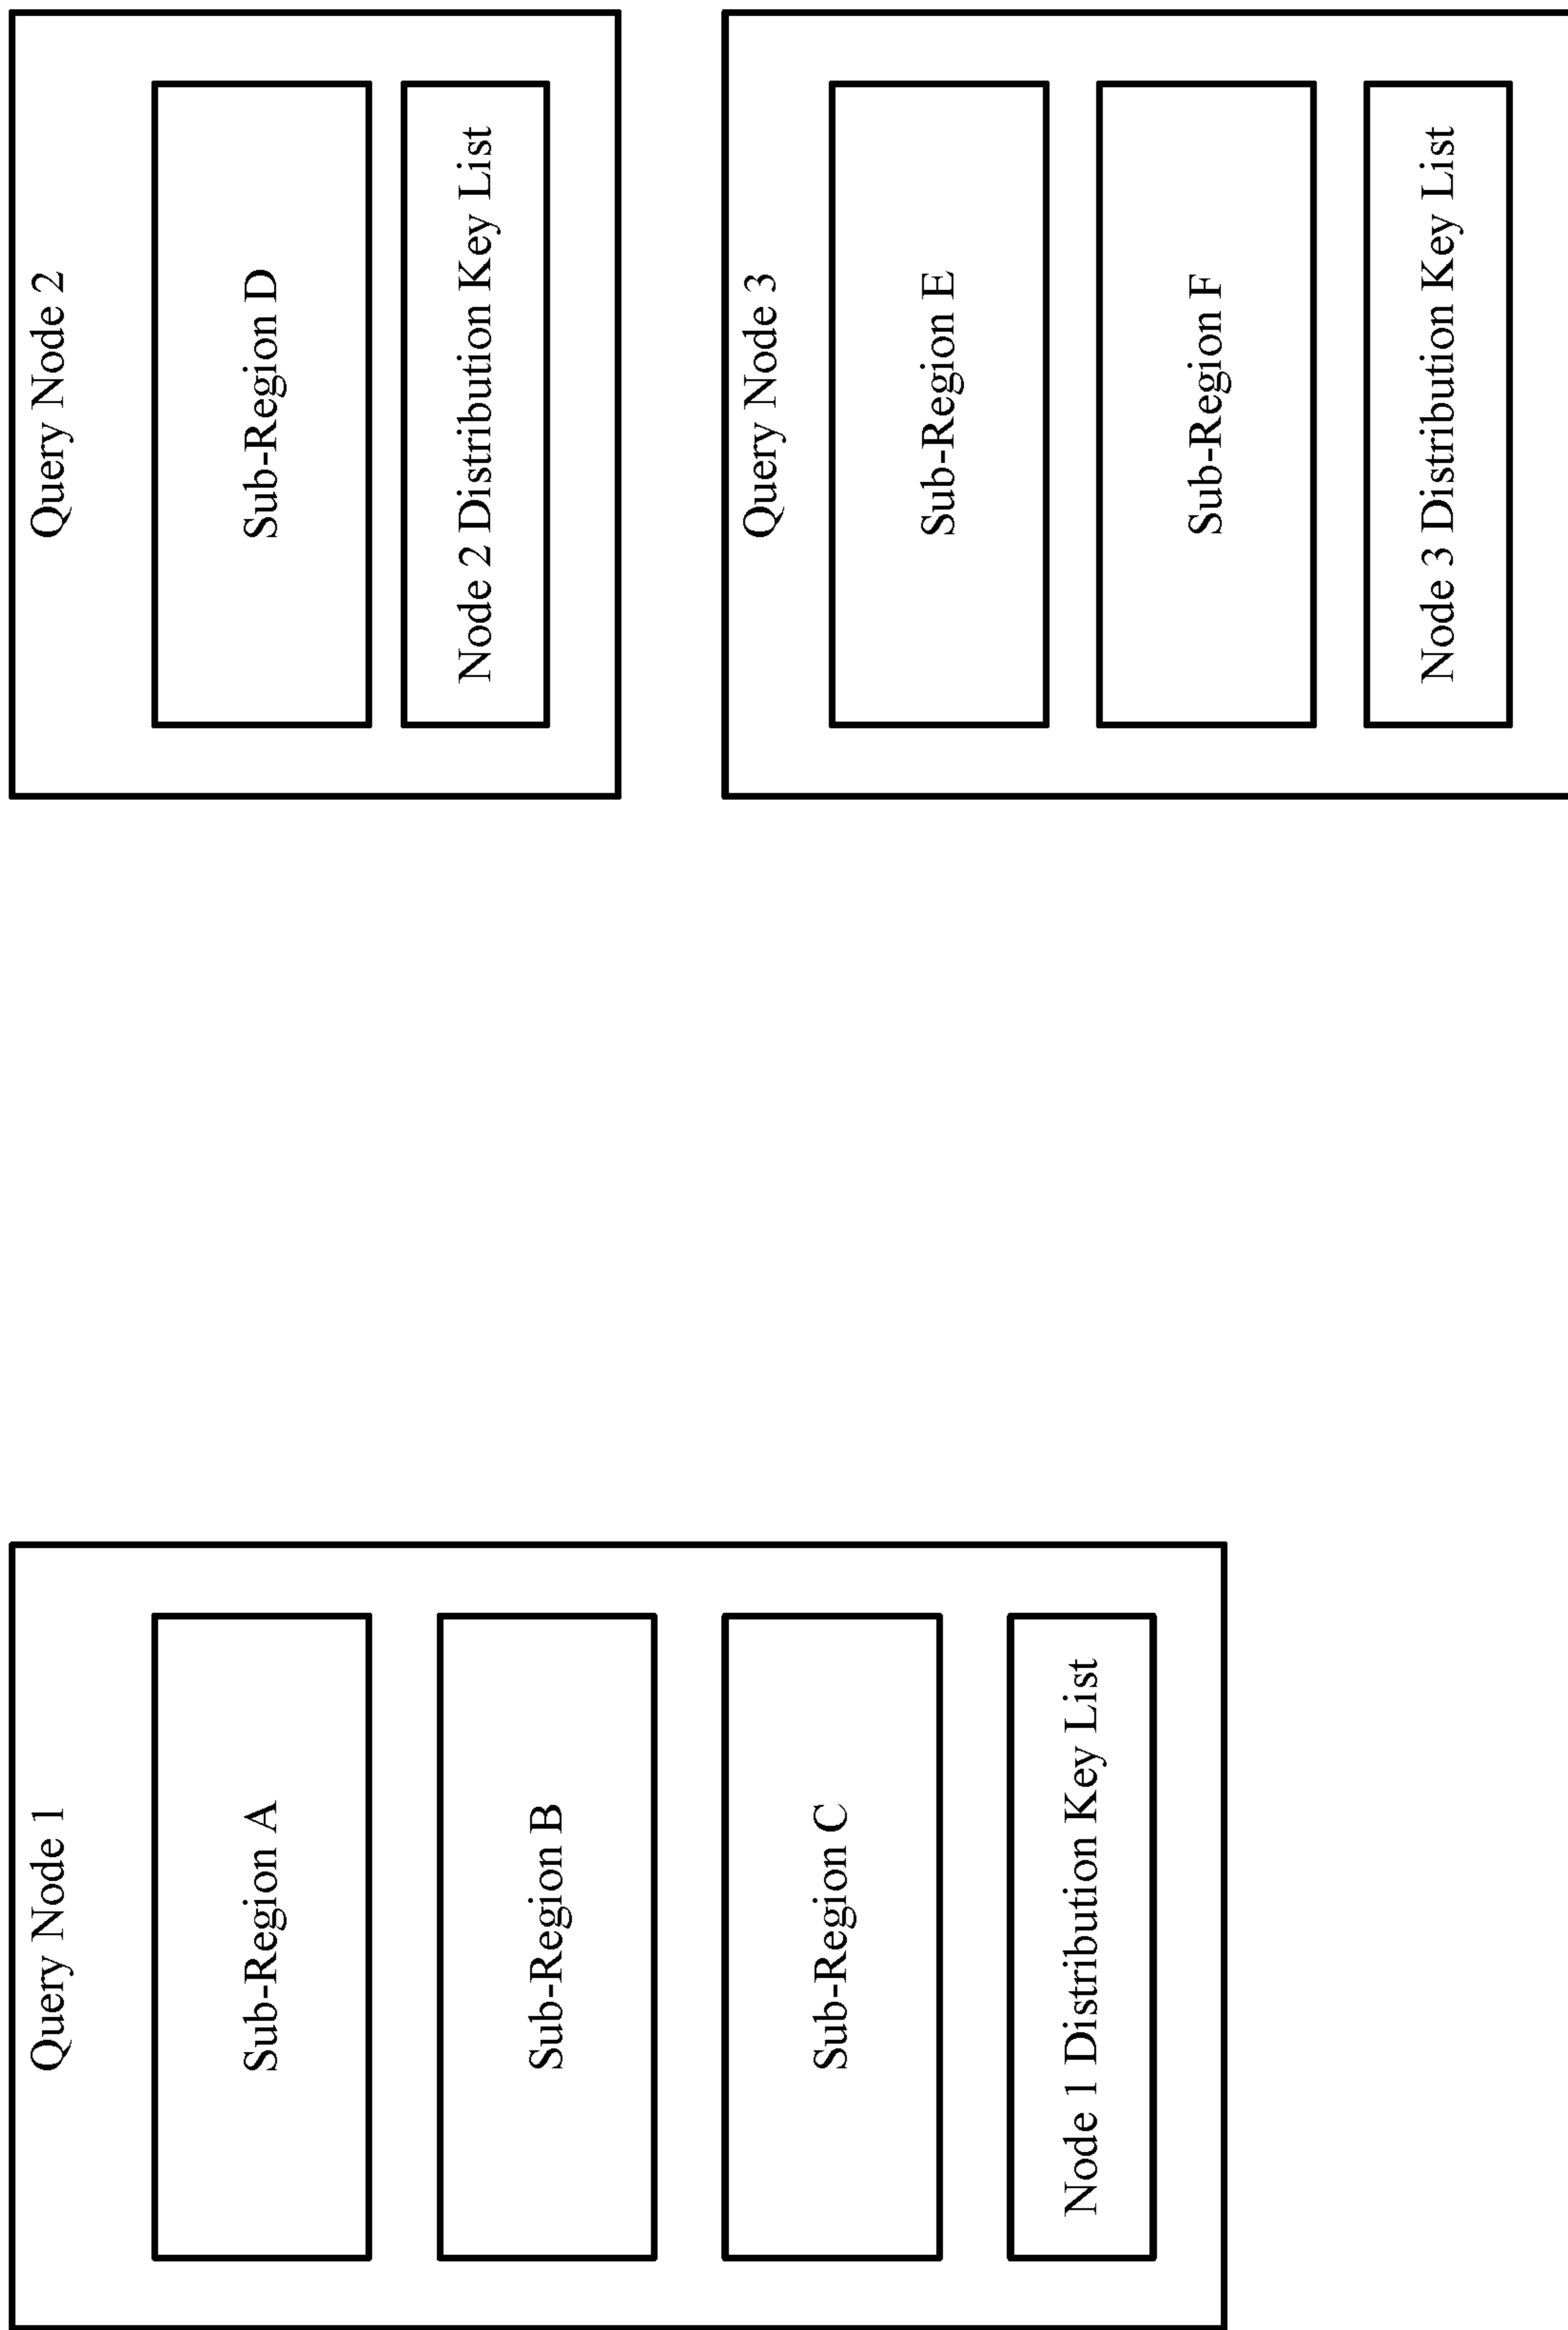 Query Node 1
Sub-Region A
Sub-Region B
Sub-Region C
Node 1 Distribution Key List
Query Node 2
Sub-Region D
Node 2 Distribution Key List
Query Node 3
Sub-Region E
Sub-Region F
Node 3 Distribution Key List